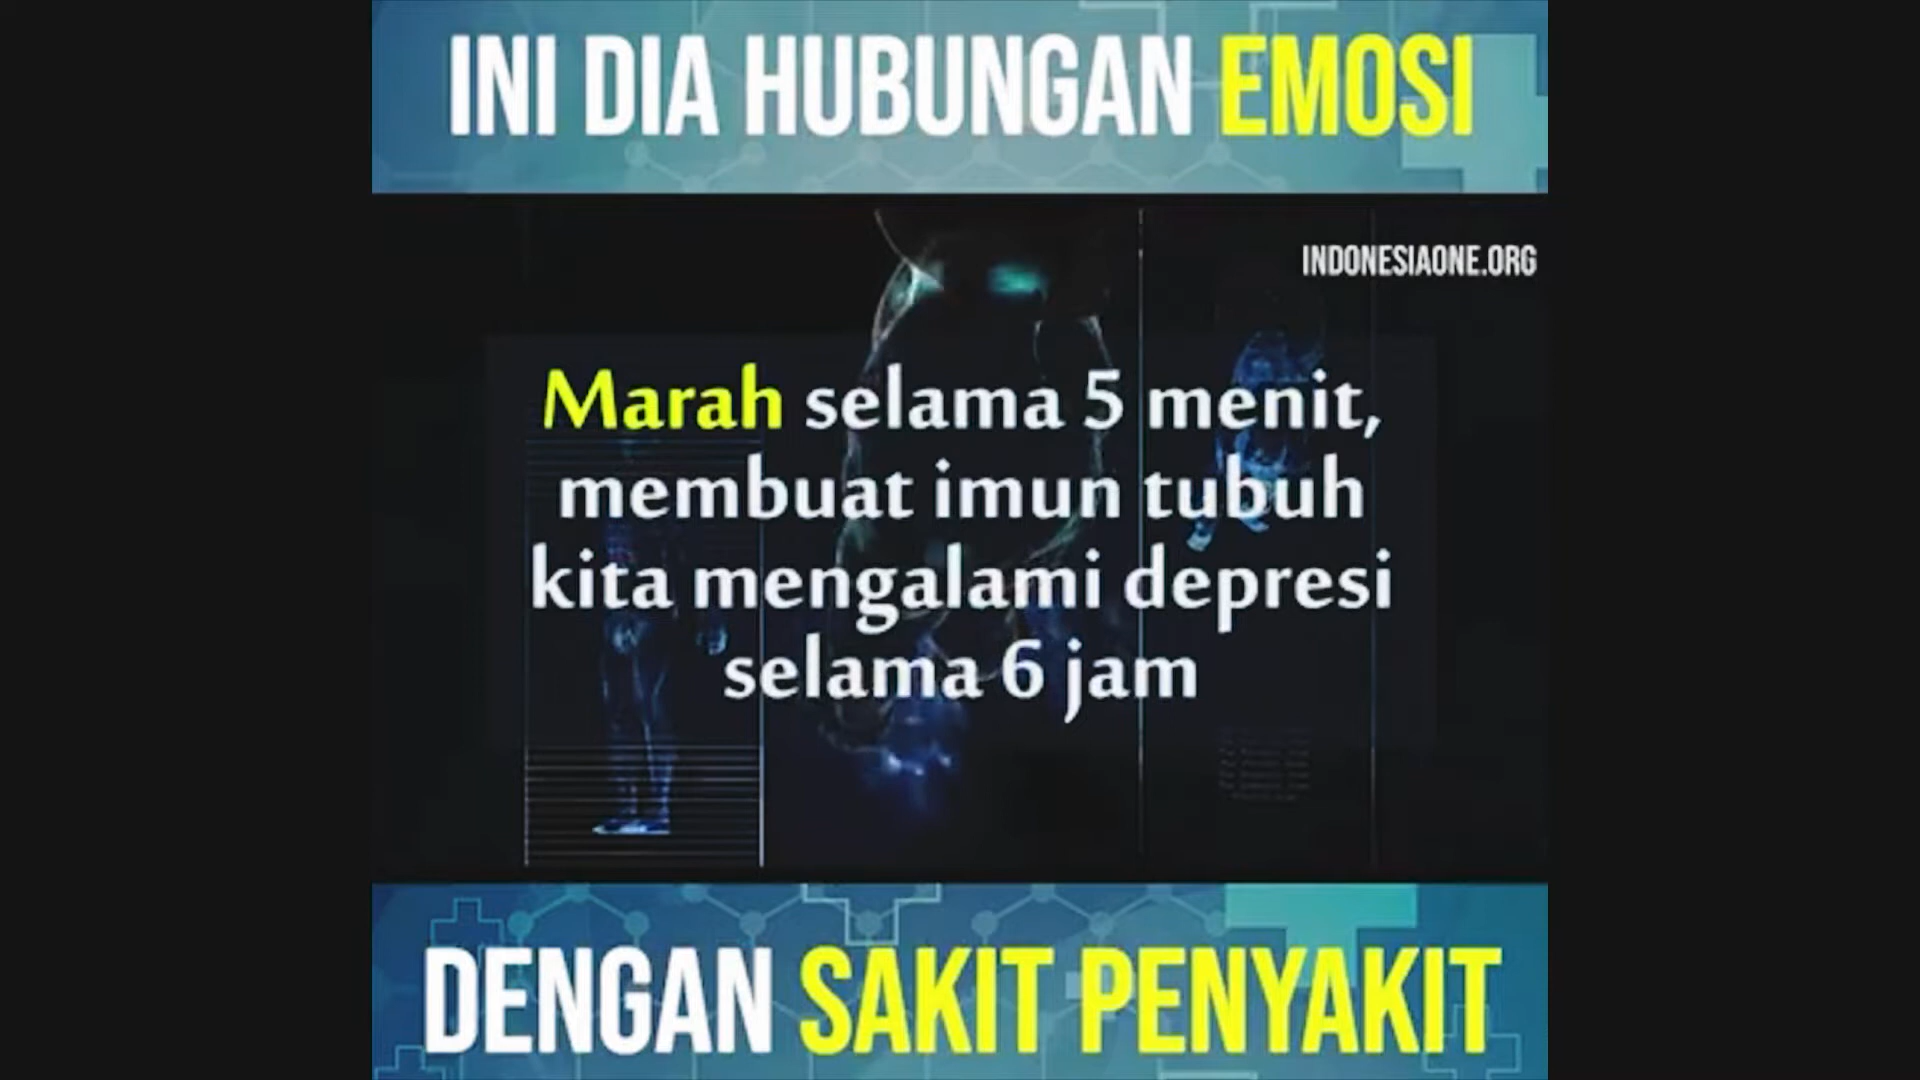 INI DIA HUBUNGAN EMOSI
INDONESIAONE.ORG
Marah selama 5 menit,
membuat imun tubuh
kita mengalami depresi
selama 6 jam
DENGAN SAKIT PENYAKIT